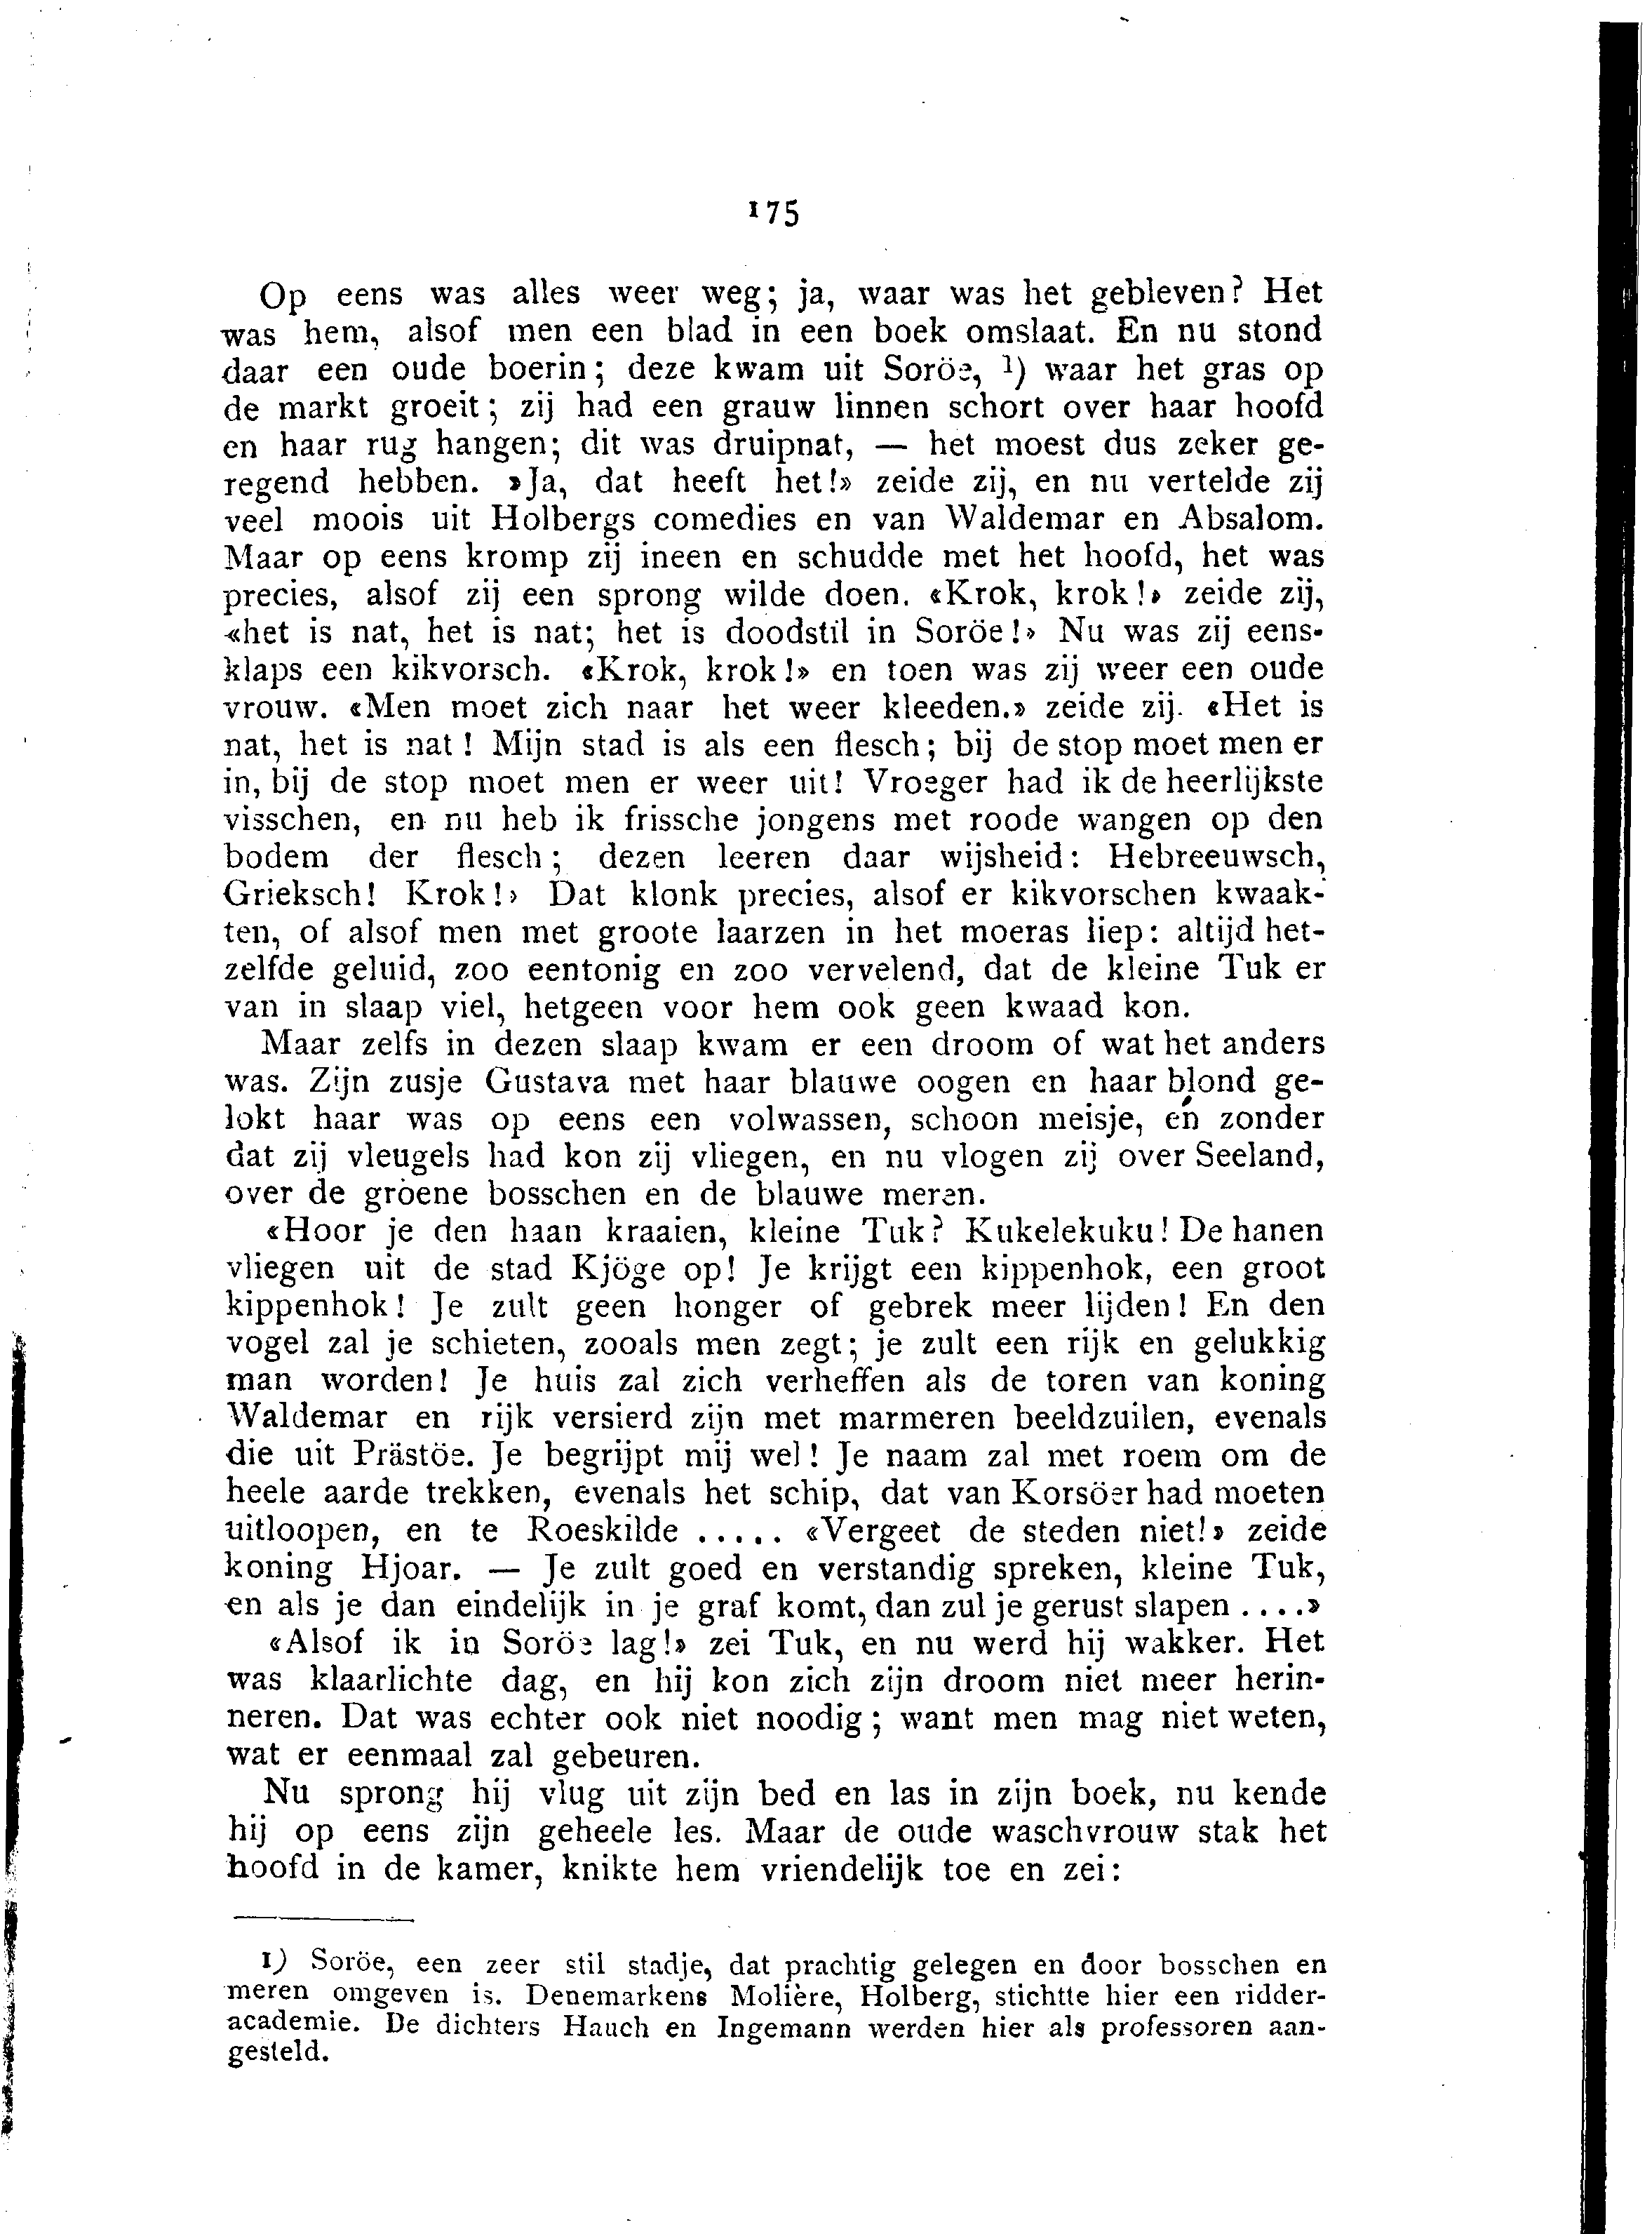 175
Op eens was alles weer weg; ja, waar was het gebleven? Het
was hem, alsof men een blad in een boek omslaat. En nu stond
daar een oude boerin; deze kwam uit Soröe, ¹) waar het gras op
de markt groeit; zij had een grauw linnen schort over haar hoofd
en haar rug hangen; dit was druipnat, — het moest dus zeker ge-
regend hebben. »Ja, dat heeft het!» zeide zij, en nu vertelde zij
veel moois uit Holbergs comedies en van Waldemar en Absalom.
Maar op eens kromp zij ineen en schudde met het hoofd, het was
precies, alsof zij een sprong wilde doen. «Krok, krok!» zeide zij,
«het is nat, het is nat; het is doodstil in Soröe!» Nu was zij eens-
klaps een kikvorsch. «Krok, krok!» en toen was zij weer een oude
vrouw. «Men moet zich naar het weer kleeden.» zeide zij. «Het is
nat, het is nat! Mijn stad is als een flesch; bij de stop moet men er
in, bij de stop moet men er weer uit! Vroeger had ik de heerlijkste
visschen, en nu heb ik frissche jongens met roode wangen op den
bodem der flesch; dezen leeren daar wijsheid: Hebreeuwsch,
Grieksch! Krok!» Dat klonk precies, alsof er kikvorschen kwaak-
ten, of alsof men met groote laarzen in het moeras liep: altijd het-
zelfde geluid, zoo eentonig en zoo vervelend, dat de kleine Tuk er
van in slaap viel, hetgeen voor hem ook geen kwaad kon.
Maar zelfs in dezen slaap kwam er een droom of wat het anders
was. Zijn zusje Gustava met haar blauwe oogen en haar blond ge-
lokt haar was op eens een volwassen, schoon meisje, en zonder
dat zij vleugels had kon zij vliegen, en nu vlogen zij over Seeland,
over de groene bosschen en de blauwe meren.
«Hoor je den haan kraaien, kleine Tuk? Kukelekuku! De hanen
vliegen uit de stad Kjöge op! Je krijgt een kippenhok, een groot
kippenhok! Je zult geen honger of gebrek meer lijden! En den
vogel zal je schieten, zooals men zegt; je zult een rijk en gelukkig
man worden! Je huis zal zich verheffen als de toren van koning
Waldemar en rijk versierd zijn met marmeren beeldzuilen, evenals
die uit Prästöe. Je begrijpt mij wel! Je naam zal met roem om de
heele aarde trekken, evenals het schip, dat van Korsöer had moeten
uitloopen, en te Roeskilde ..... «Vergeet de steden niet!» zeide
koning Hjoar. — Je zult goed en verstandig spreken, kleine Tuk,
en als je dan eindelijk in je graf komt, dan zul je gerust slapen ....»
«Alsof ik in Soröe lag!» zei Tuk, en nu werd hij wakker. Het
was klaarlichte dag, en hij kon zich zijn droom niet meer herin-
neren. Dat was echter ook niet noodig; want men mag niet weten,
wat er eenmaal zal gebeuren.
Nu sprong hij vlug uit zijn bed en las in zijn boek, nu kende
hij op eens zijn geheele les. Maar de oude waschvrouw stak het
hoofd in de kamer, knikte hem vriendelijk toe en zei:
1) Soröe, een zeer stil stadje, dat prachtig gelegen en door bosschen en
meren omgeven is. Denemarkens Molière, Holberg, stichtte hier een ridder-
academie. De dichters Hauch en Ingemann werden hier als professoren aan-
gesteld.